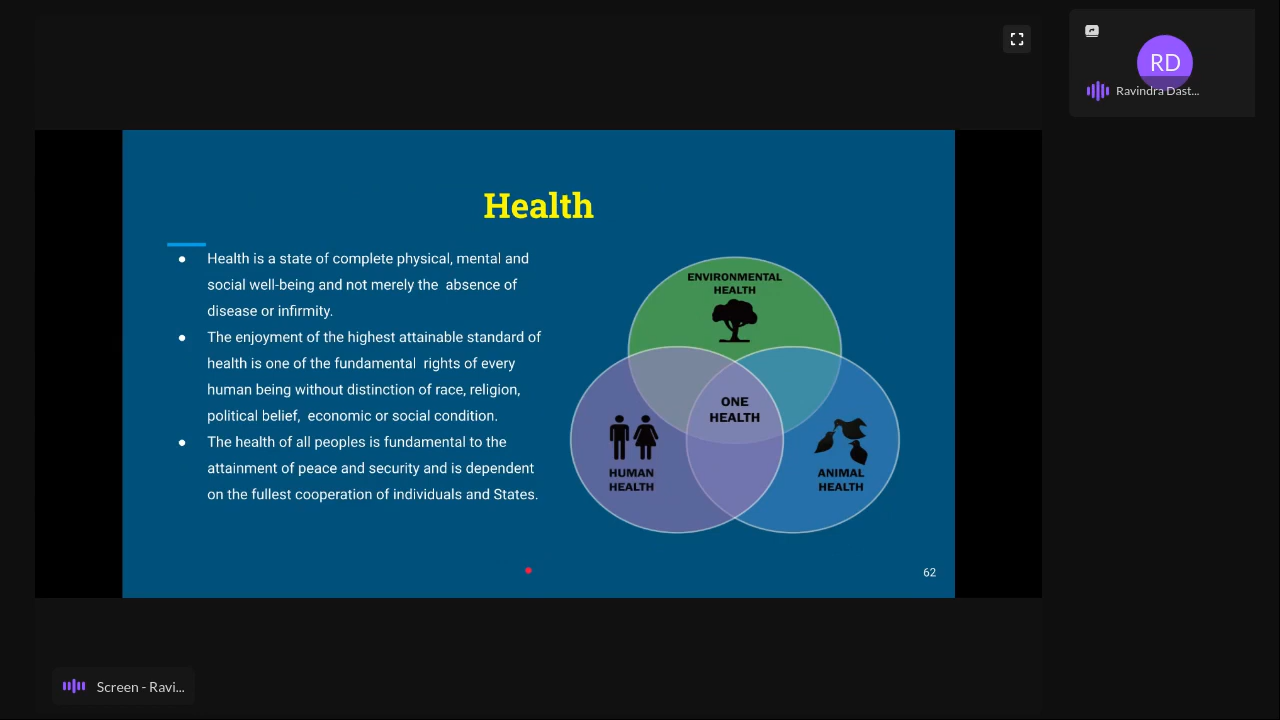 RD
Ravindra Dast...
Health
● Health is a state of complete physical, mental and
social well-being and not merely the absence of
disease or infirmity.
● The enjoyment of the highest attainable standard of
health is one of the fundamental rights of every
human being without distinction of race, religion,
political belief, economic or social condition.
● The health of all peoples is fundamental to the
attainment of peace and security and is dependent
on the fullest cooperation of individuals and States.
ENVIRONMENTAL
HEALTH
ONE
HEALTH
HUMAN
HEALTH
ANIMAL
HEALTH
62
Screen - Ravi...